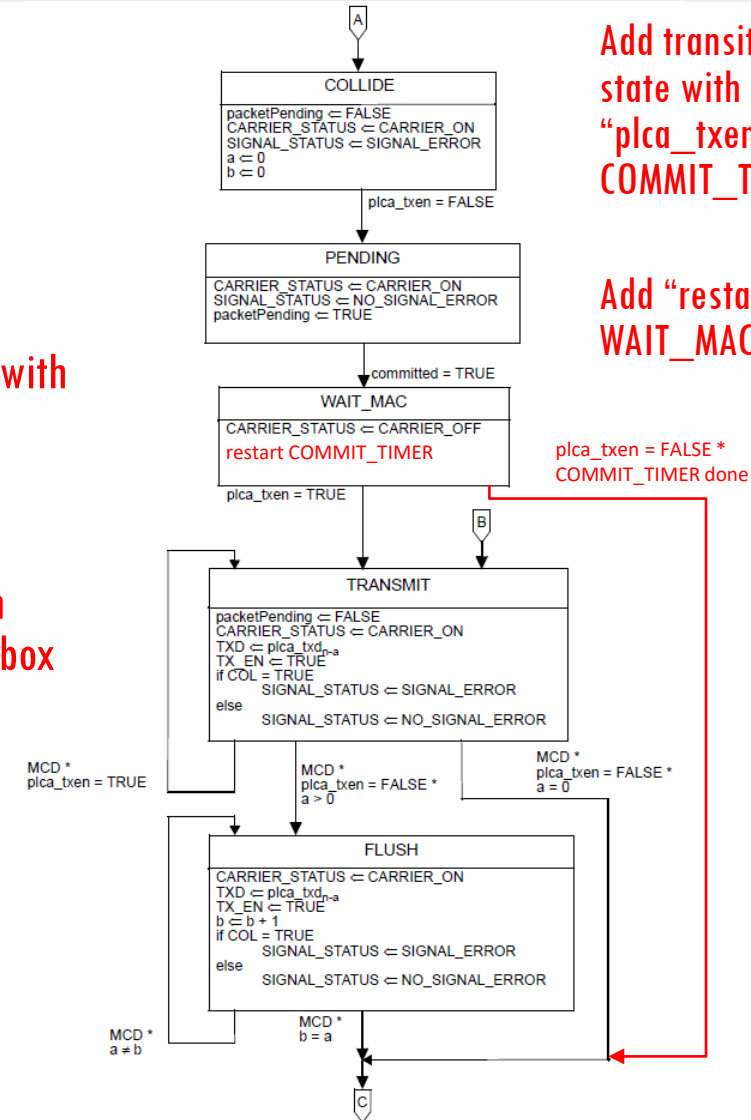 A
COLLIDE
packetPending ⇐ FALSE
CARRIER_STATUS ⇐ CARRIER_ON
SIGNAL_STATUS ⇐ SIGNAL_ERROR
a ⇐ 0
b ⇐ 0
plca_txen = FALSE
PENDING
CARRIER_STATUS ⇐ CARRIER_ON
SIGNAL_STATUS ⇐ NO_SIGNAL_ERROR
packetPending ⇐ TRUE
committed = TRUE
WAIT_MAC
CARRIER_STATUS ⇐ CARRIER_OFF
restart COMMIT_TIMER
plca_txen = TRUE
plca_txen = FALSE *
COMMIT_TIMER done
B
TRANSMIT
packetPending ⇐ FALSE
CARRIER_STATUS ⇐ CARRIER_ON
TXD ⇐ plca_txdn-a
TX_EN ⇐ TRUE
if COL = TRUE
SIGNAL_STATUS ⇐ SIGNAL_ERROR
else
SIGNAL_STATUS ⇐ NO_SIGNAL_ERROR
MCD *
plca_txen = TRUE
MCD *
plca_txen = FALSE *
a > 0
MCD *
plca_txen = FALSE *
a = 0
FLUSH
CARRIER_STATUS ⇐ CARRIER_ON
TXD ⇐ plca_txdn-a
TX_EN ⇐ TRUE
b ⇐ b + 1
if COL = TRUE
SIGNAL_STATUS ⇐ SIGNAL_ERROR
else
SIGNAL_STATUS ⇐ NO_SIGNAL_ERROR
MCD *
a ≠ b
MCD *
b = a
C
Add transit
state with
“plca_txen
COMMIT_T
Add “resta
WAIT_MAC
with
box